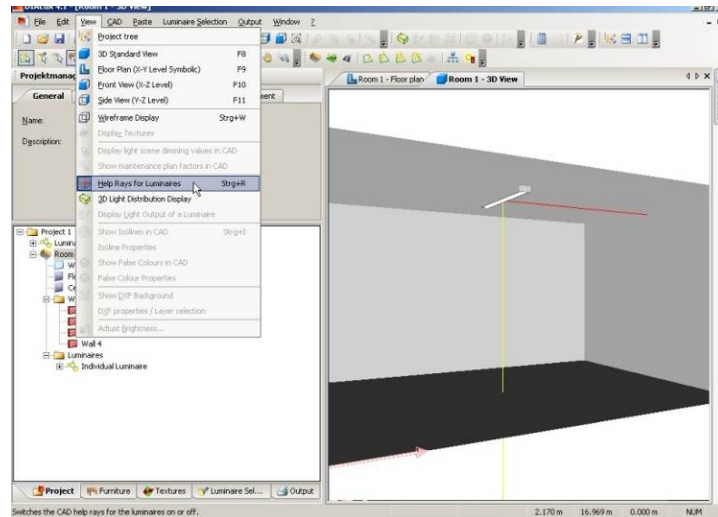 DIALux 4.1 - [Room 1 - 3D View]
File Edit View CAD Paste Luminaire Selection Output Window ?
Project tree
3D Standard View F8
Floor Plan (X-Y Level Symbolic) F9
Front View (X-Z Level) F10
Side View (Y-Z Level) F11
Wireframe Display Strg+W
Display Textures
Display light scene dimming values in CAD
Show maintenance plan factors in CAD
Help Rays for Luminaires Strg+R
3D Light Distribution Display
Display Light Output of a Luminaire
Show Isolines in CAD Strg+I
Isoline Properties
Show False Colours in CAD
False Colour Properties
Show DXF Background
DXF properties / Layer selection
Adjust Brightness...
Projektmanag
General
Name:
Description:
Room 1 - Floor plan Room 1 - 3D View
Project 1
Lumina
Room
W
Flo
Ce
W
Wall 4
Luminaires
Individual Luminaire
Project Furniture Textures Luminaire Sel... Output
Switches the CAD help rays for the luminaires on or off. 2.170 m 16.969 m 0.000 m NUM